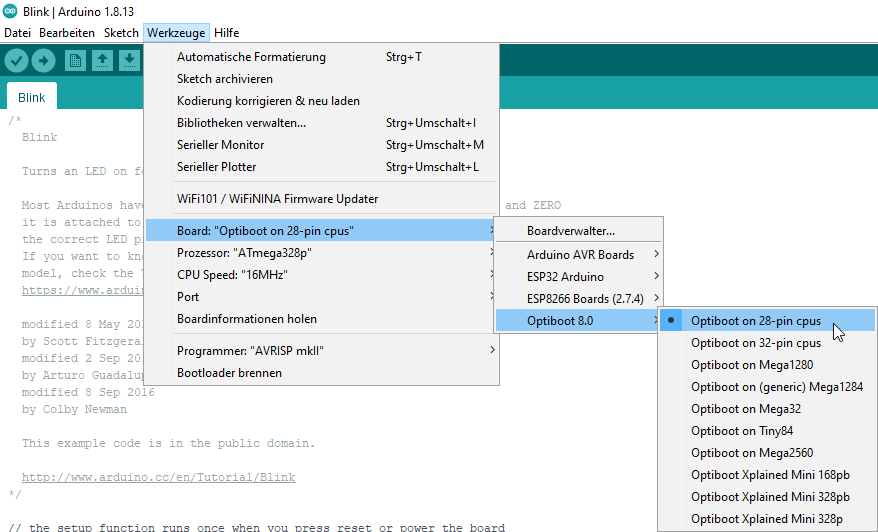 Blink | Arduino 1.8.13
Datei Bearbeiten Sketch Werkzeuge Hilfe
Blink
Automatische Formatierung Strg+T
Sketch archivieren
Kodierung korrigieren & neu laden
Bibliotheken verwalten... Strg+Umschalt+I
Serieller Monitor Strg+Umschalt+M
Serieller Plotter Strg+Umschalt+L
WiFi101 / WiFiNINA Firmware Updater
Board: "Optiboot on 28-pin cpus"
Prozessor: "ATmega328p"
CPU Speed: "16MHz"
Port
Boardinformationen holen
Programmer: "AVRISP mkII"
Bootloader brennen
Boardverwalter...
Arduino AVR Boards
ESP32 Arduino
ESP8266 Boards (2.7.4)
Optiboot 8.0
Optiboot on 28-pin cpus
Optiboot on 32-pin cpus
Optiboot on Mega1280
Optiboot on (generic) Mega1284
Optiboot on Mega32
Optiboot on Tiny84
Optiboot on Mega2560
Optiboot Xplained Mini 168pb
Optiboot Xplained Mini 328pb
Optiboot Xplained Mini 328p
/*
Blink
Turns an LED on
Most Arduinos have and ZERO
it is attached to
the correct LED
If you want to
model, check the
https://www.
modified 8 May
by Scott
modified 2 Sep
by Arturo
modified 8 Sep 2016
by Colby Newman
This example code is in the public domain.
http://www.arduino.cc/en/Tutorial/Blink
*/
// the setup function runs once when you press reset or power the board